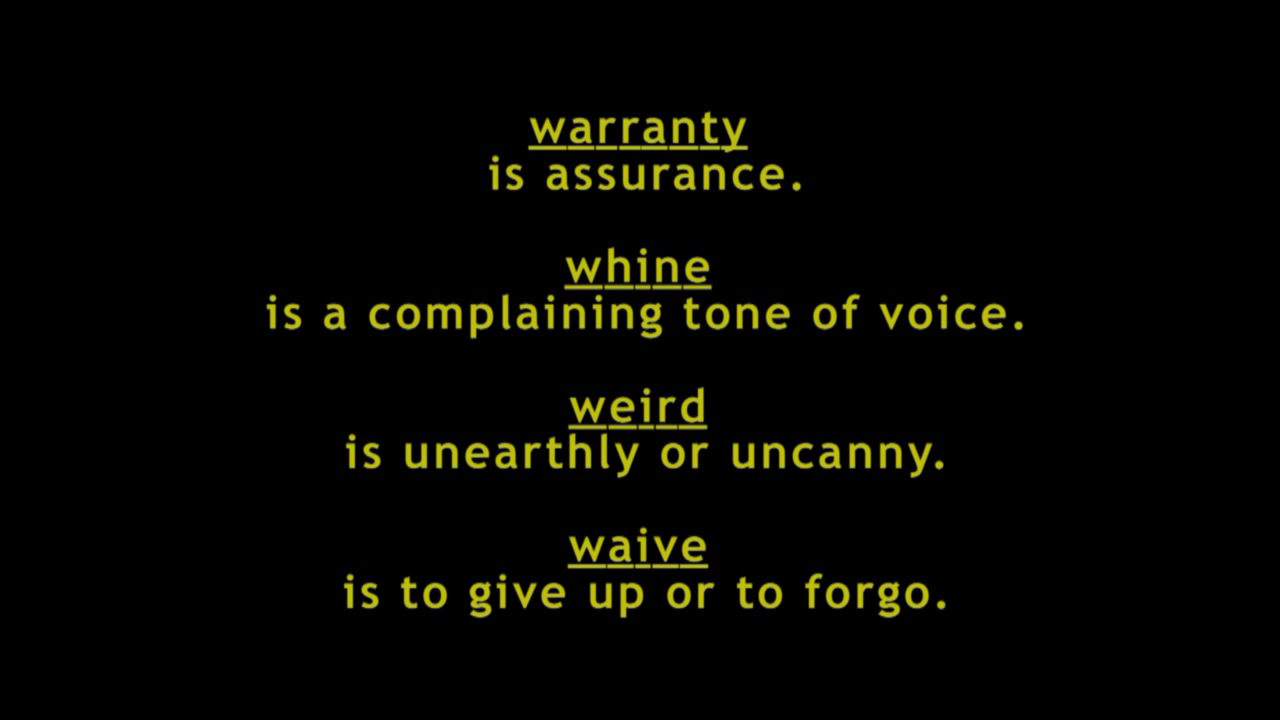 warranty
is assurance.
whine
is a complaining tone of voice.
weird
is unearthly or uncanny.
waive
is to give up or to forgo.